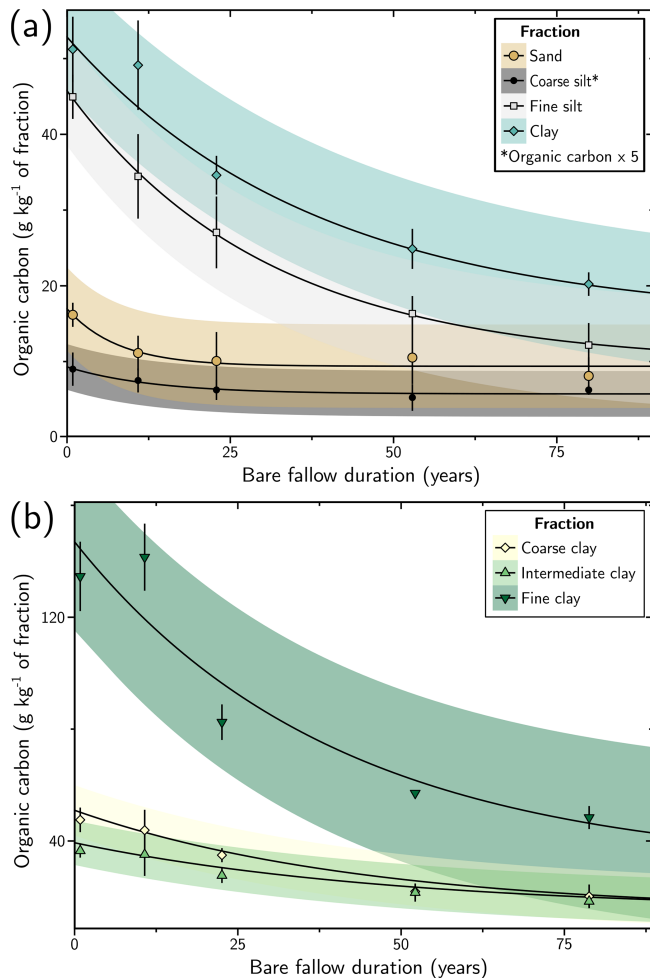 (a)
Fraction
Sand
Coarse silt*
Fine silt
Clay
*Organic carbon x 5
Organic carbon (g kg⁻¹ of fraction)
40
20
0
0
25
50
75
Bare fallow duration (years)
(b)
Fraction
Coarse clay
Intermediate clay
Fine clay
Organic carbon (g kg⁻¹ of fraction)
120
40
0
25
50
75
Bare fallow duration (years)